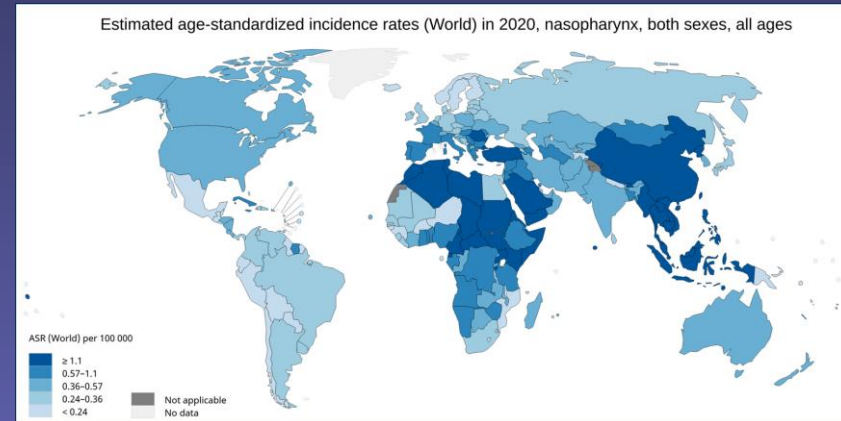 Estimated age-standardized incidence rates (World) in 2020, nasopharynx, both sexes, all ages
ASR (World) per 100 000
≥ 1.1
0.57–1.1
0.36–0.57
0.24–0.36
< 0.24
Not applicable
No data